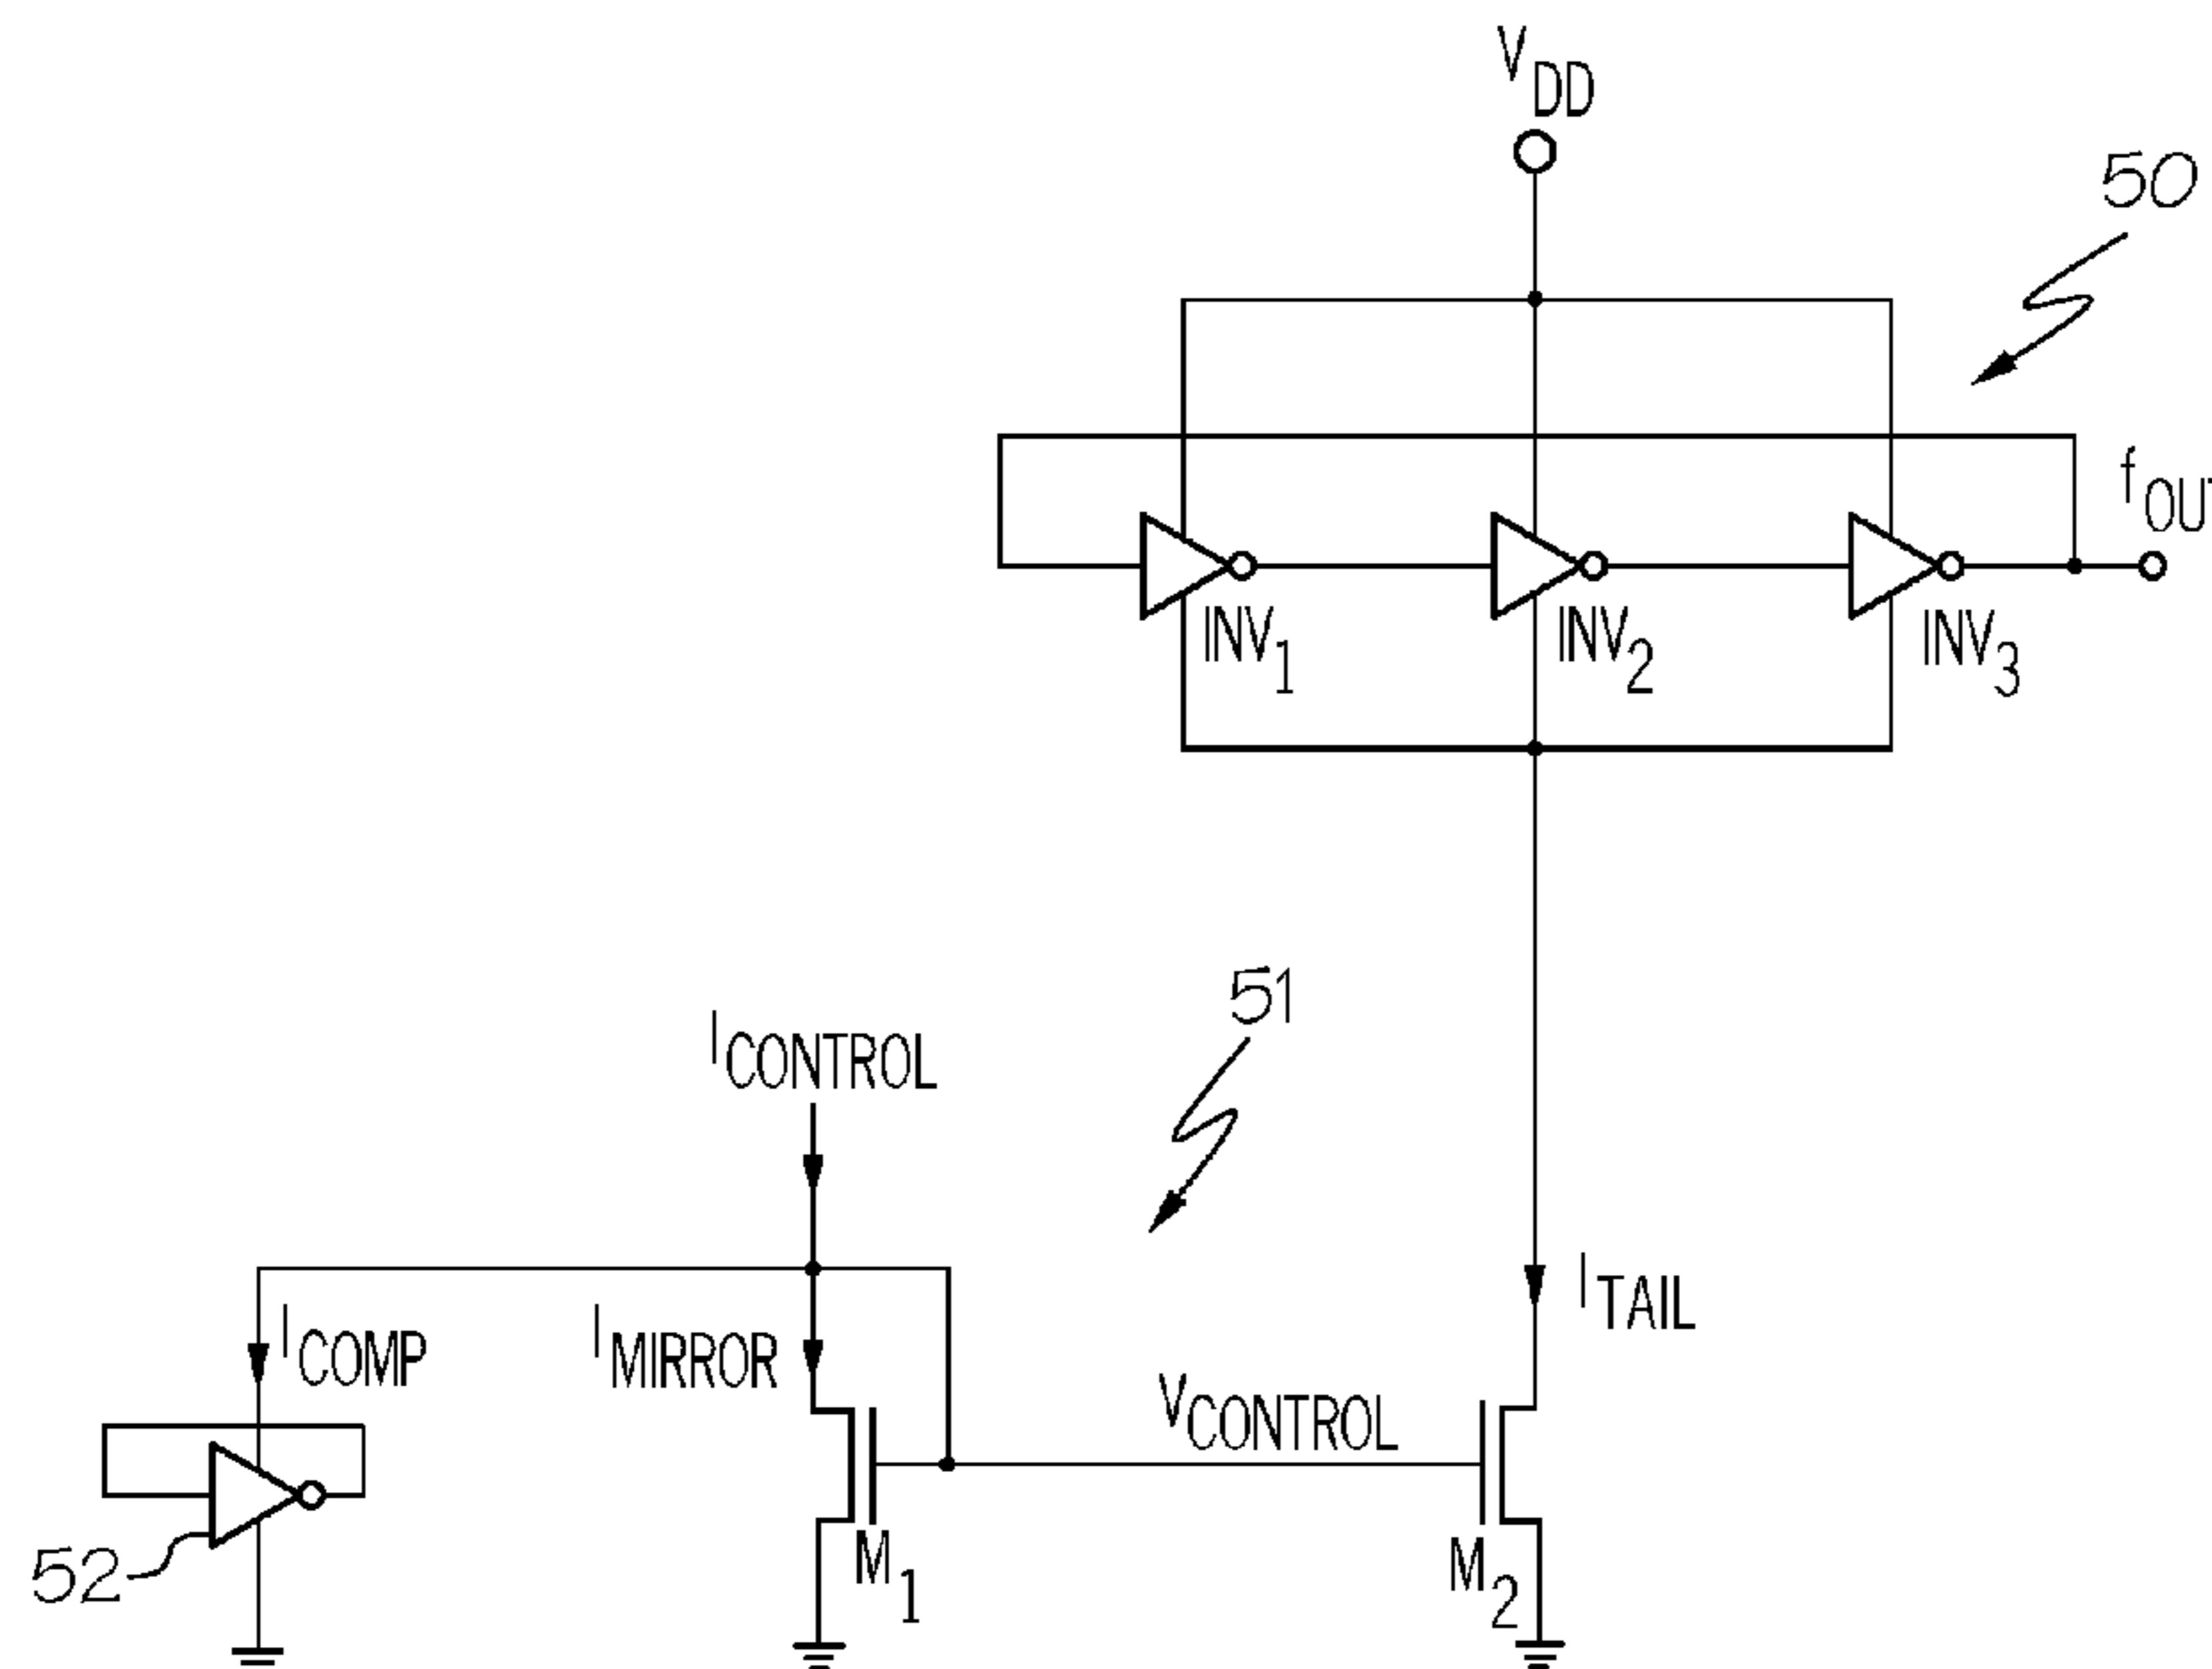 VDD
50
fOUT
INV1
INV2
INV3
51
ICONTROL
ICOMP
IMIRROR
ITAIL
VCONTROL
52
M1
M2